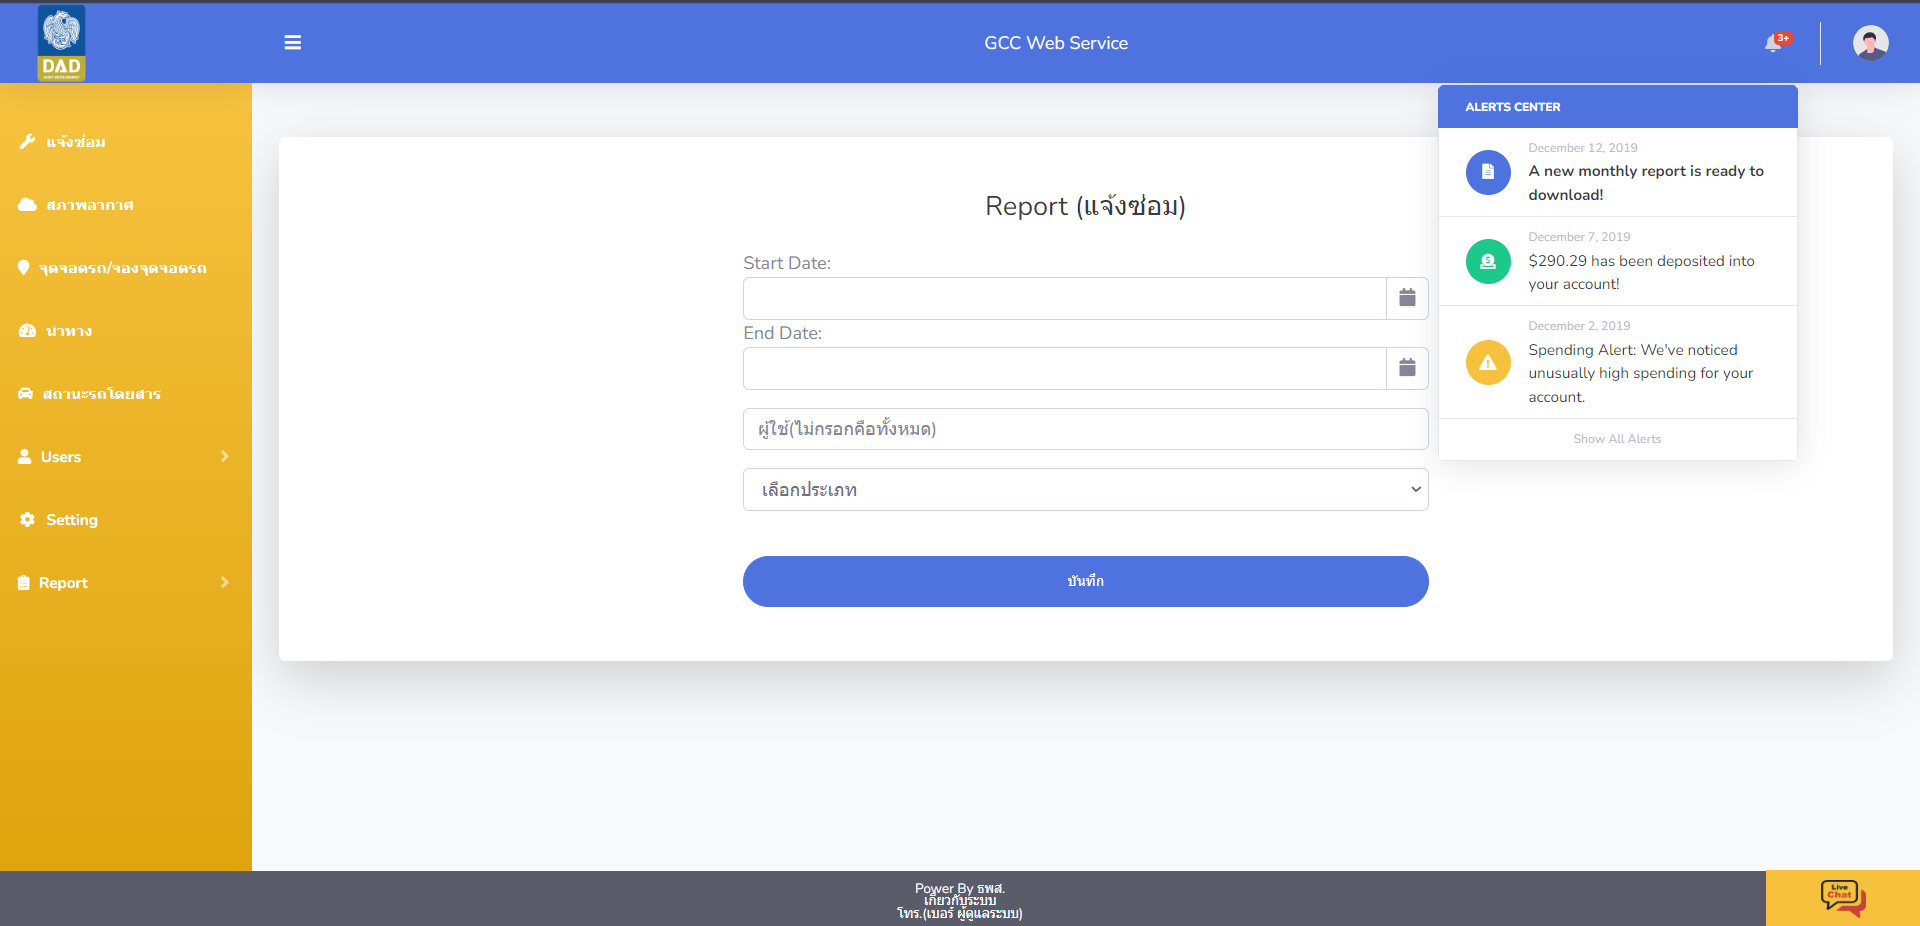 DAD
GCC Web Service
3+
แจ้งซ่อม
สภาพอากาศ
จุดจอดรถ/จองจุดจอดรถ
นำทาง
สถานะรถโดยสาร
Users
Setting
Report
Report (แจ้งซ่อม)
Start Date:
End Date:
ผู้ใช้(ไม่กรอกคือทั้งหมด)
เลือกประเภท
บันทึก
ALERTS CENTER
December 12, 2019
A new monthly report is ready to
download!
December 7, 2019
$290.29 has been deposited into
your account!
December 2, 2019
Spending Alert: We've noticed
unusually high spending for your
account.
Show All Alerts
Power By ธพส.
เกี่ยวกับระบบ
โทร.(เบอร์ ผู้ดูแลระบบ)
Live
Chat